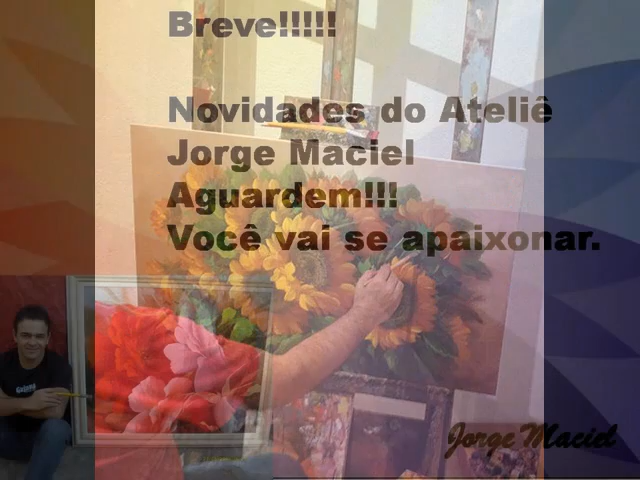 Breve!!!!!
Novidades do Ateliê
Jorge Maciel
Aguardem!!!
Você vai se apaixonar.
Jorge Maciel